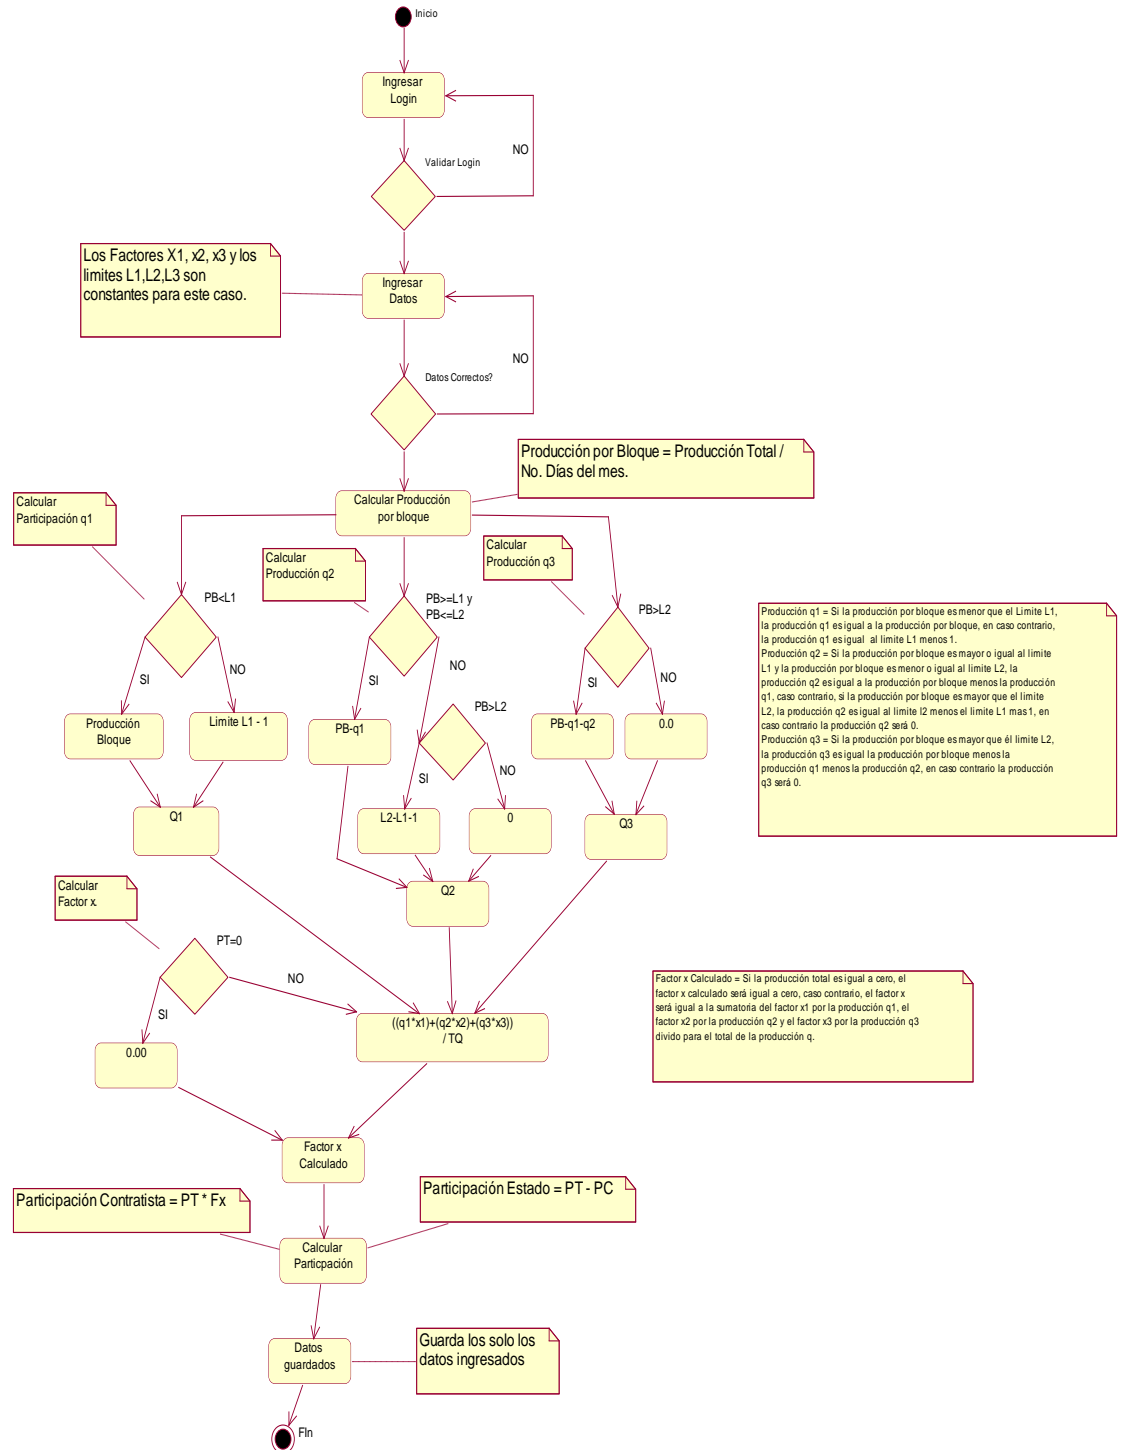 Inicio
Ingresar
Login
NO
Validar Login
Los Factores X1, x2, x3 y los
limites L1,L2,L3 son
constantes para este caso.
Ingresar
Datos
NO
Datos Correctos?
Producción por Bloque = Producción Total /
No. Días del mes.
Calcular Producción
por bloque
Calcular
Participación q1
Calcular
Producción q2
Calcular
Producción q3
PB<L1
PB>=L1 y
PB<=L2
PB>L2
SI
NO
SI
NO
SI
NO
Producción
Bloque
Limite L1 - 1
PB-q1
PB>L2
PB-q1-q2
0.0
SI
NO
Q1
L2-L1-1
0
Q3
Q2
Producción q1 = Si la producción por bloque es menor que el Limite L1,
la producción q1 es igual a la producción por bloque, en caso contrario,
la producción q1 es igual al limite L1 menos 1.
Producción q2 = Si la producción por bloque es mayor o igual al limite
L1 y la producción por bloque es menor o igual al limite L2, la
producción q2 es igual a la producción por bloque menos la producción
q1, caso contrario, si la producción por bloque es mayor que el limite
L2, la producción q2 es igual al limite l2 menos el limite L1 mas 1, en
caso contrario la producción q2 será 0.
Producción q3 = Si la producción por bloque es mayor que él limite L2,
la producción q3 es igual la producción por bloque menos la
producción q1 menos la producción q2, en caso contrario la producción
q3 será 0.
Calcular
Factor x.
PT=0
NO
SI
0.00
((q1*x1)+(q2*x2)+(q3*x3))
/ TQ
Factor x Calculado = Si la producción total es igual a cero, el
factor x calculado será igual a cero, caso contrario, el factor x
será igual a la sumatoria del factor x1 por la producción q1, el
factor x2 por la producción q2 y el factor x3 por la producción q3
divido para el total de la producción q.
Factor x
Calculado
Participación Contratista = PT * Fx
Participación Estado = PT - PC
Calcular
Particpación
Datos
guardados
Guarda los solo los
datos ingresados
FIn